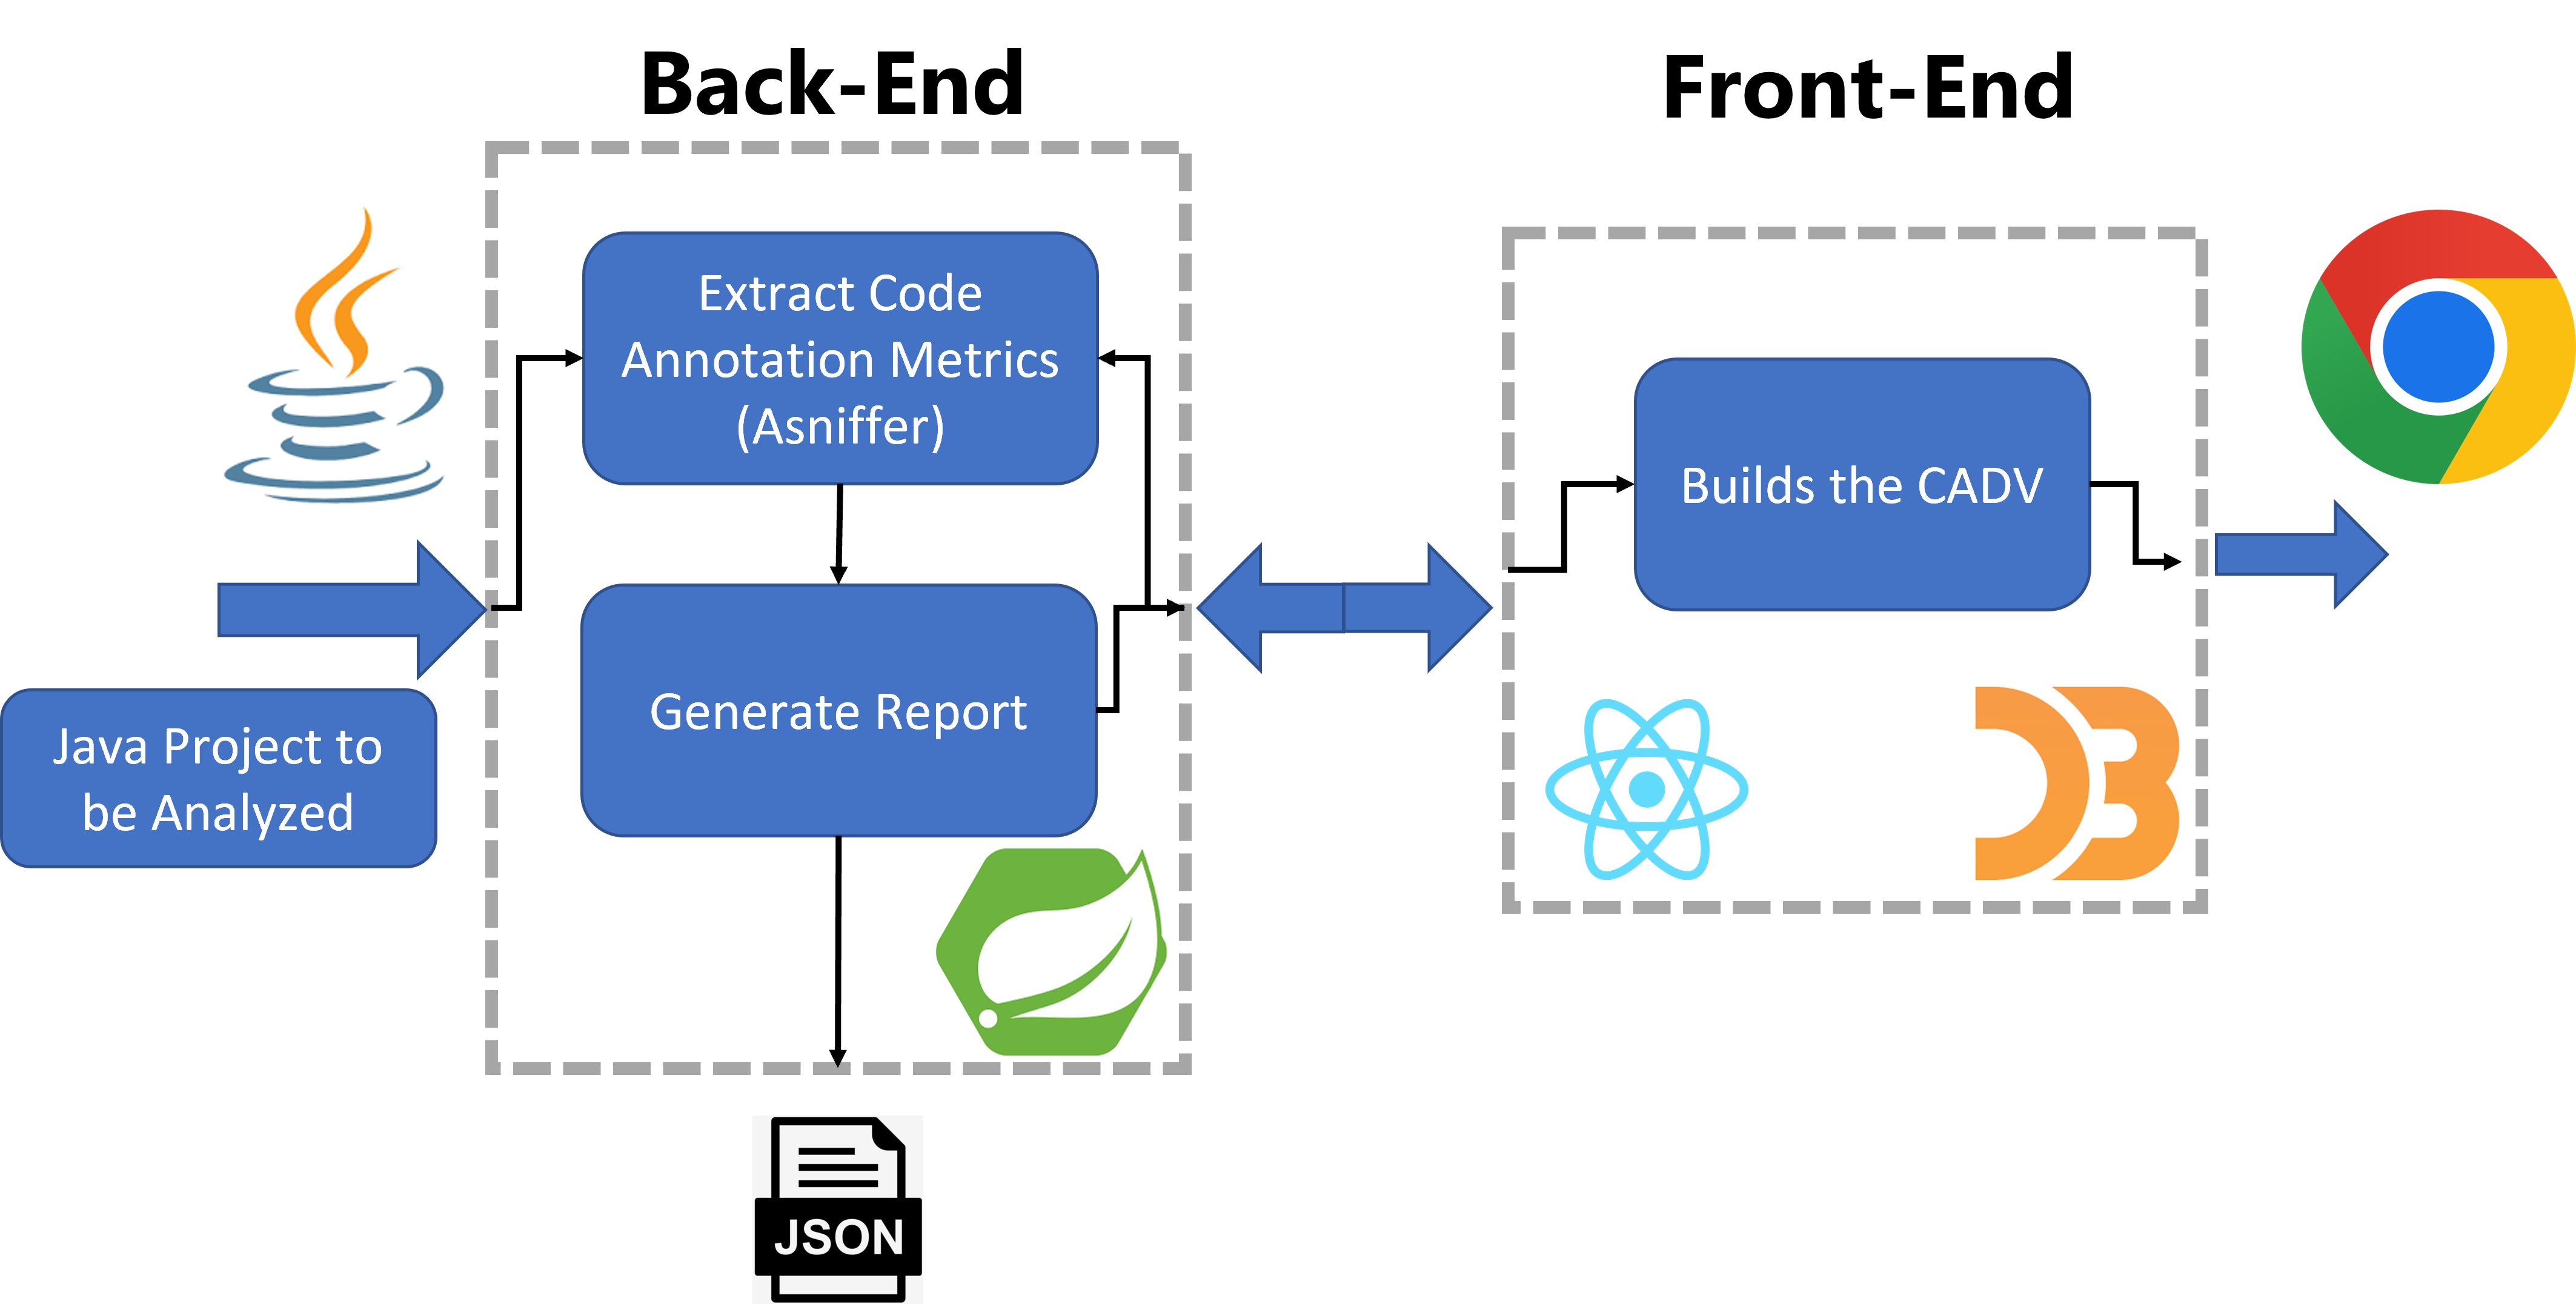 Back-End
Front-End
Extract Code
Annotation Metrics
(Asniffer)
Builds the CADV
Generate Report
Java Project to
be Analyzed
D3
JSON